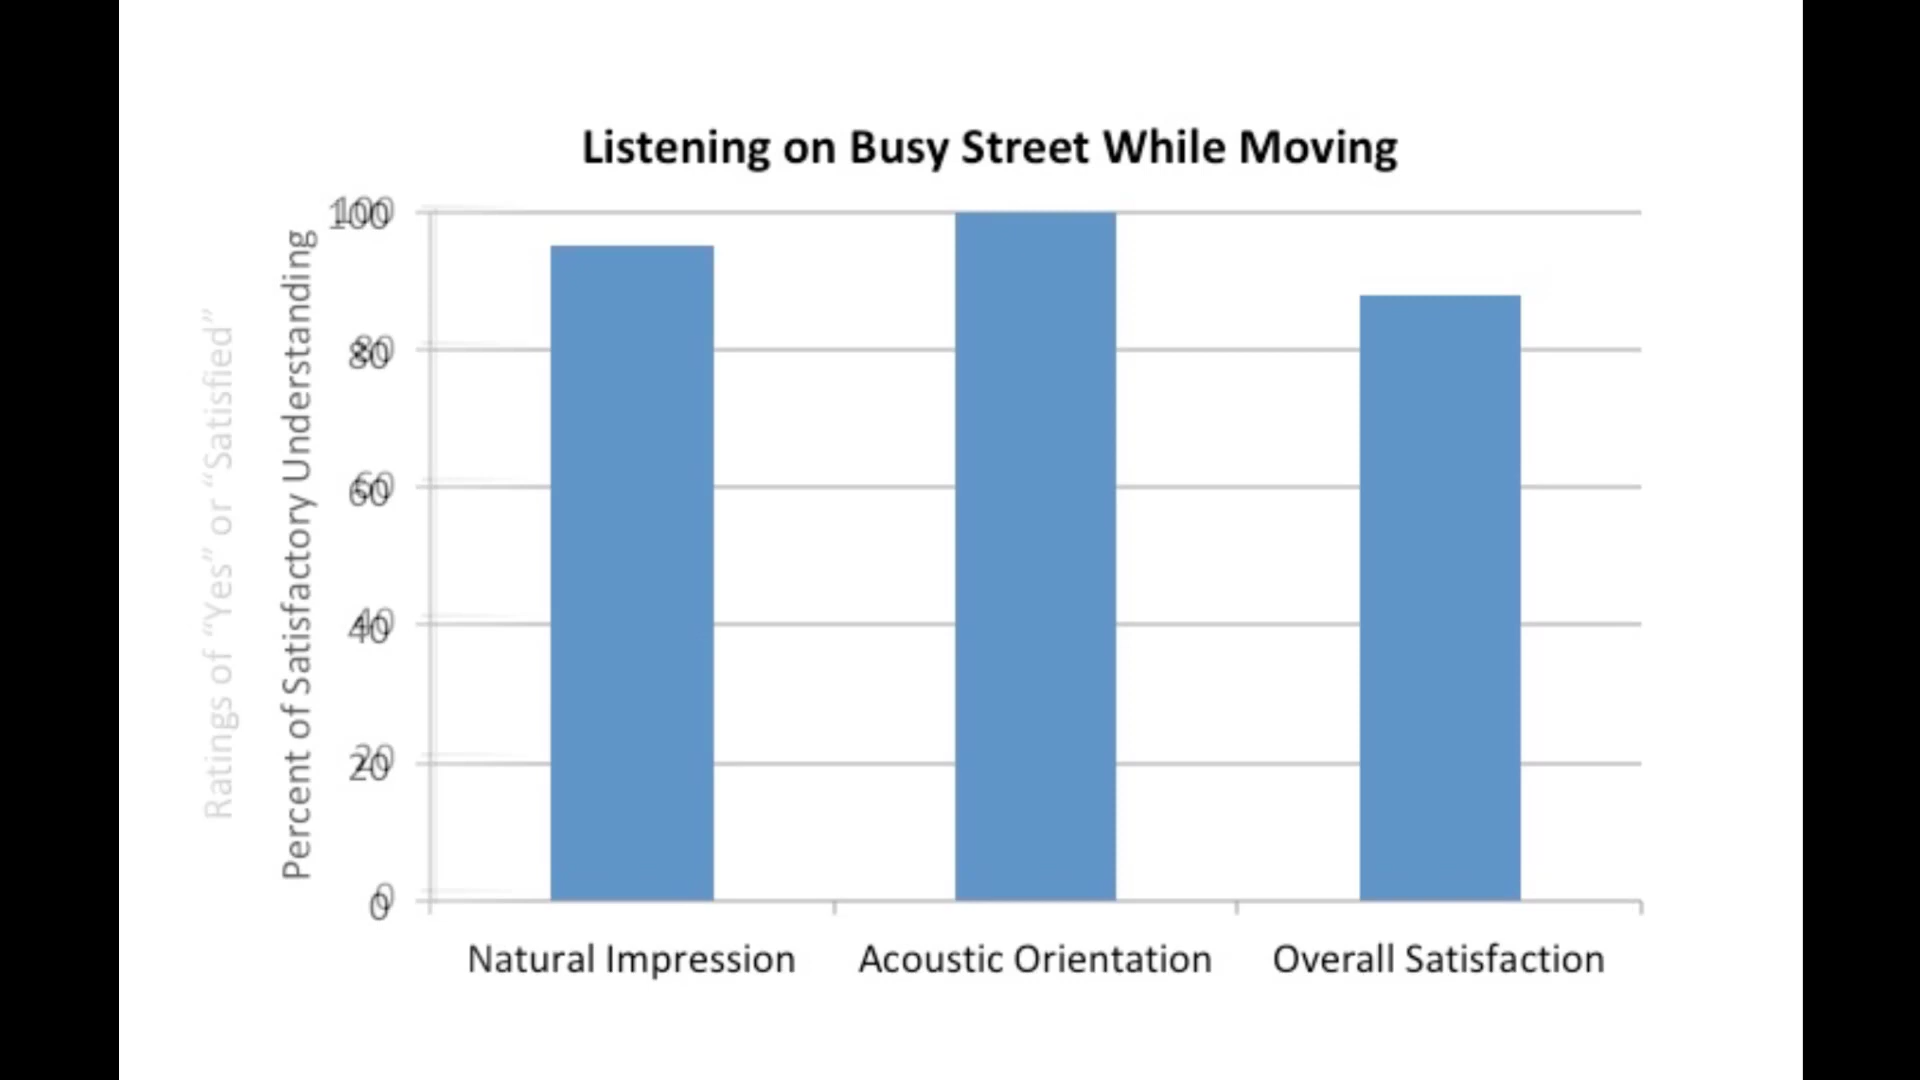 Listening on Busy Street While Moving
Ratings of “Yes” or “Satisfied”
Percent of Satisfactory Understanding
100
80
60
40
20
0
Natural Impression
Acoustic Orientation
Overall Satisfaction